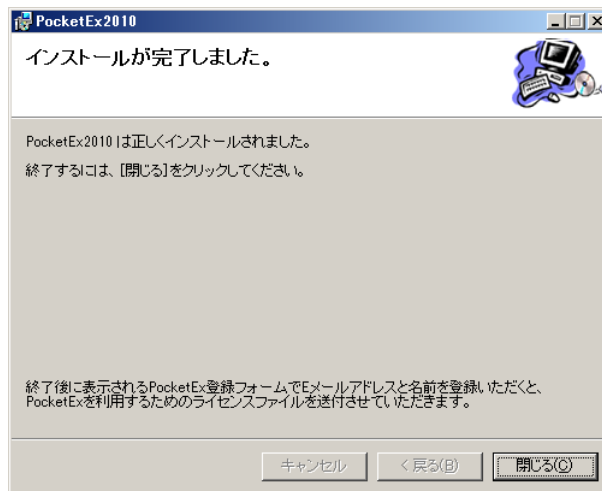 PocketEx2010
インストールが完了しました。
PocketEx2010 は正しくインストールされました。
終了するには、[閉じる]をクリックしてください。
終了後に表示されるPocketEx登録フォームでEメールアドレスと名前を登録いただくと、
PocketExを利用するためのライセンスファイルを送付させていただきます。
キャンセル
< 戻る(B)
閉じる(C)